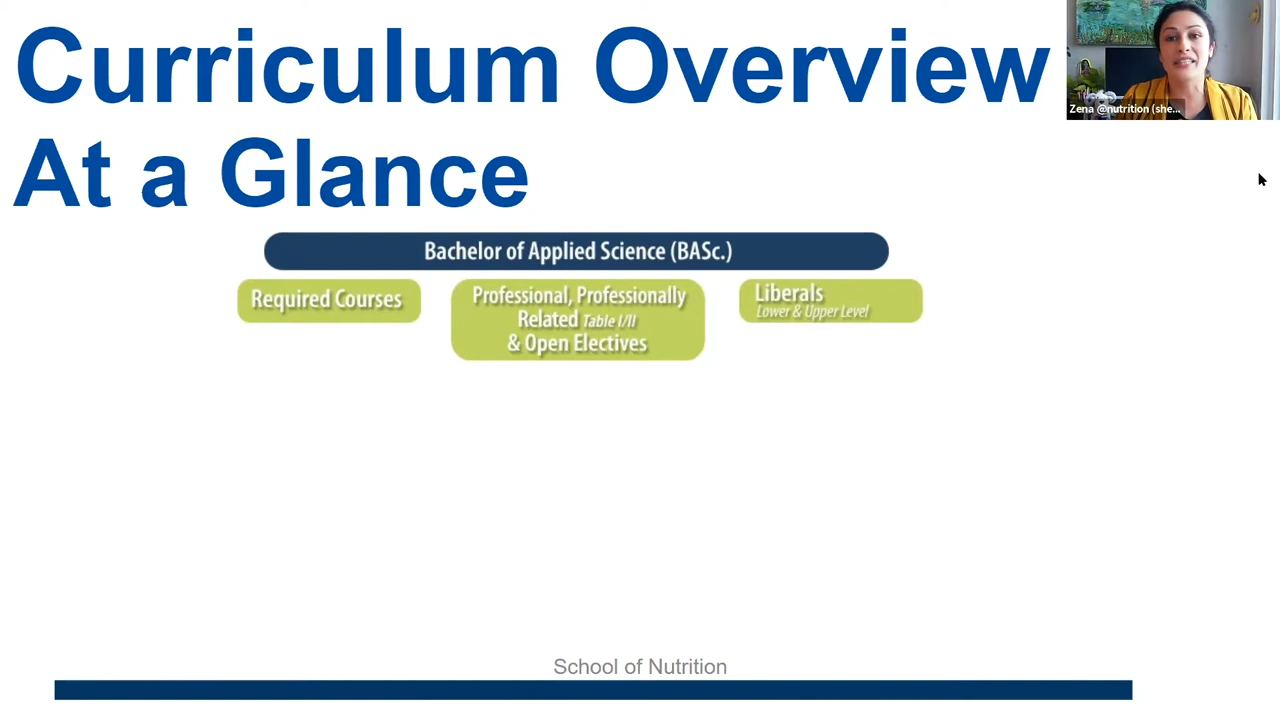 Curriculum Overview
At a Glance
Zena @nutrition (she...
Bachelor of Applied Science (BASc.)
Required Courses
Professional, Professionally
Related Table I/II
& Open Electives
Liberals
Lower & Upper Level
School of Nutrition